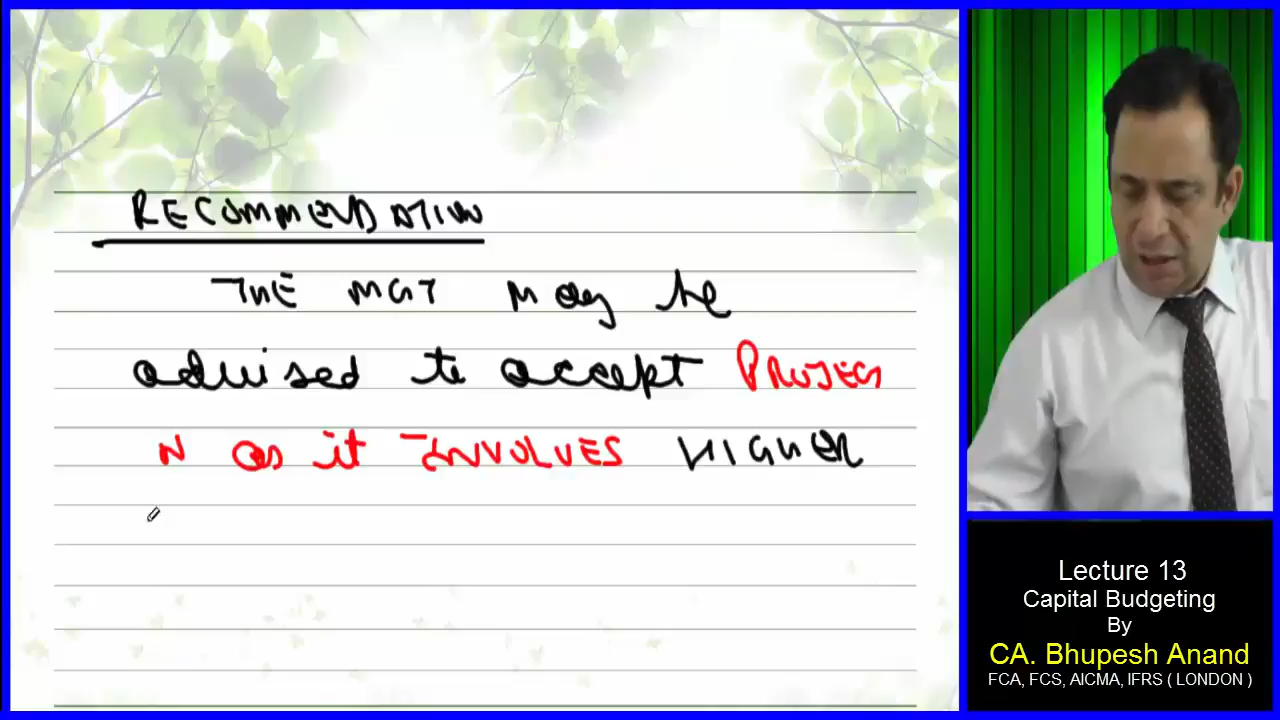 RECOMMENDATION
THE MGT May be
advised to accept PROJECT
N as it INVOLVES HIGHER
Lecture 13
Capital Budgeting
By
CA. Bhupesh Anand
FCA, FCS, AICMA, IFRS ( LONDON )